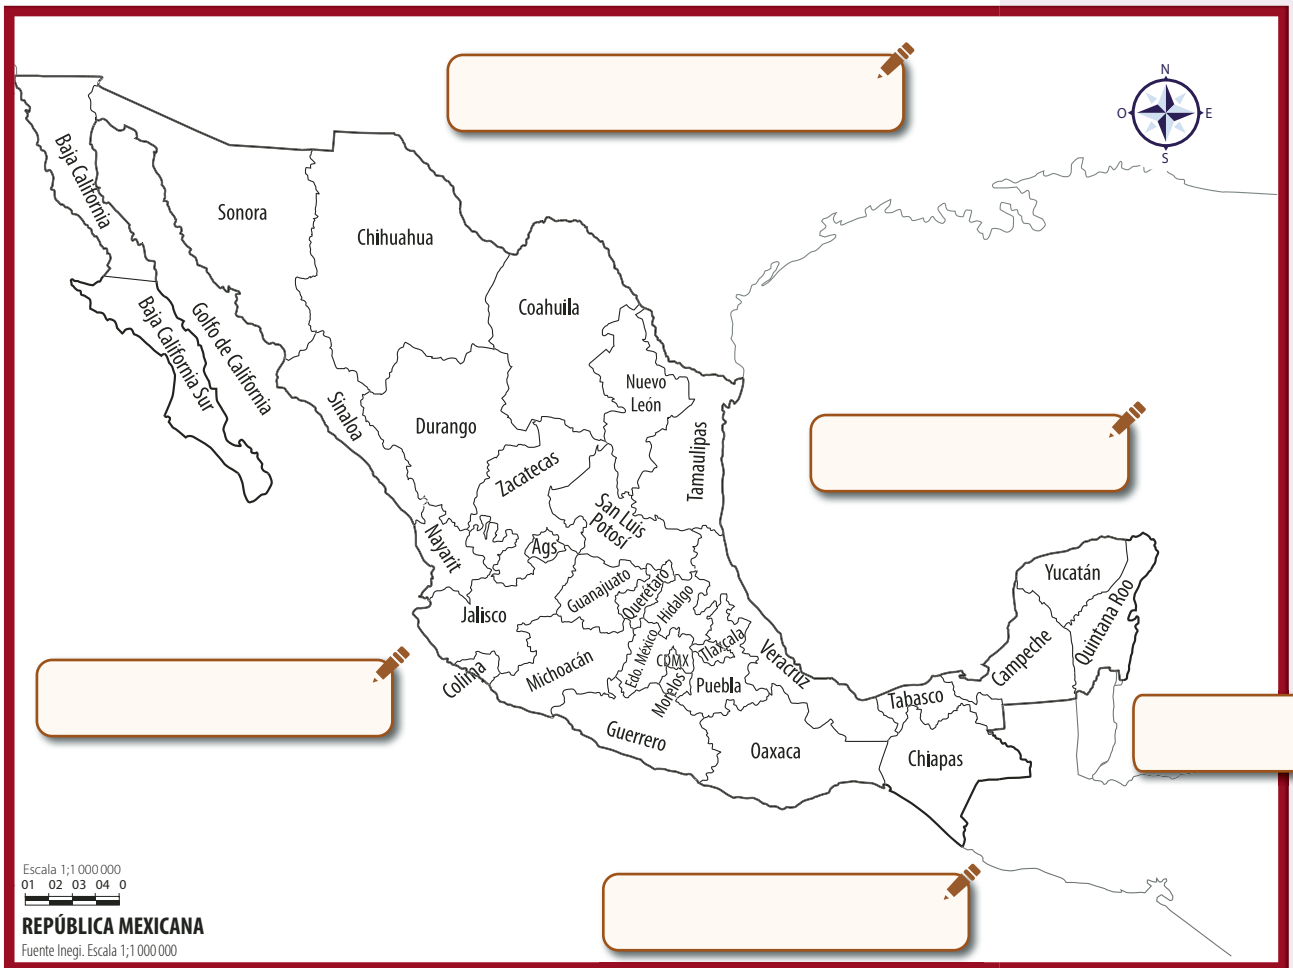 N
O
E
S
Baja California
Sonora
Chihuahua
Coahuila
Baja California Sur
Golfo de California
Sinaloa
Durango
Nuevo
León
Tamaulipas
Zacatecas
San Luis
Potosí
Nayarit
Ags
Jalisco
Guanajuato
Querétaro
Hidalgo
Colima
Michoacán
Edo. México
CDMX
Tlaxcala
Morelos
Puebla
Veracruz
Guerrero
Oaxaca
Tabasco
Chiapas
Campeche
Yucatán
Quintana Roo
Escala 1;1 000 000
01 02 03 04 0
REPÚBLICA MEXICANA
Fuente Inegi. Escala 1;1 000 000